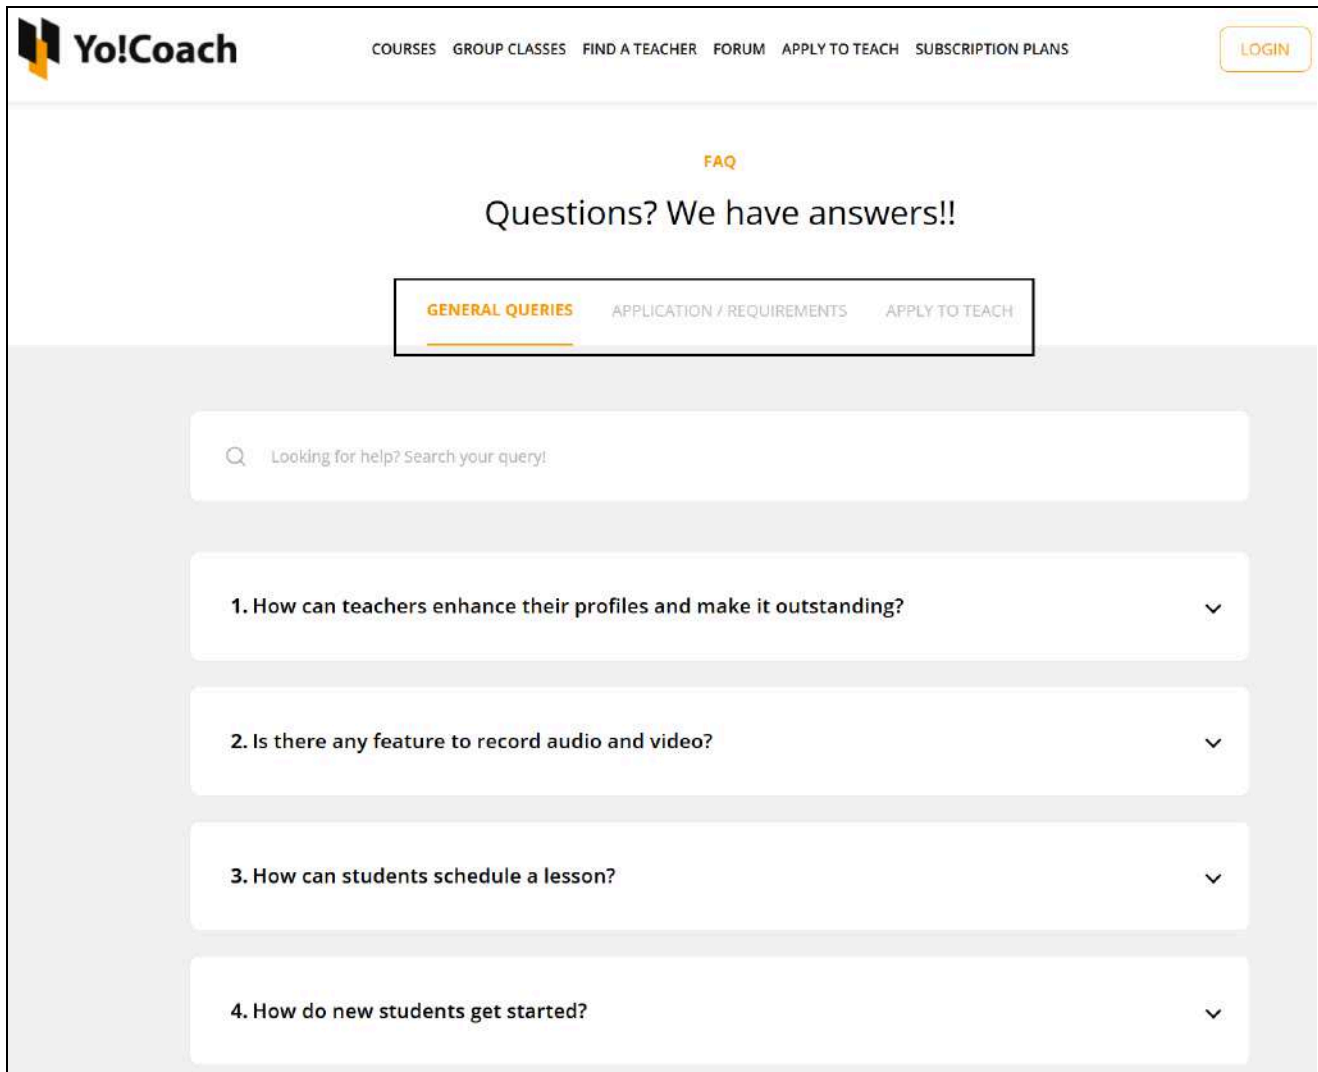 Yo!Coach
COURSES GROUP CLASSES FIND A TEACHER FORUM APPLY TO TEACH SUBSCRIPTION PLANS
LOGIN
FAQ
Questions? We have answers!!
GENERAL QUERIES APPLICATION / REQUIREMENTS APPLY TO TEACH
Looking for help? Search your query!
1. How can teachers enhance their profiles and make it outstanding?
2. Is there any feature to record audio and video?
3. How can students schedule a lesson?
4. How do new students get started?